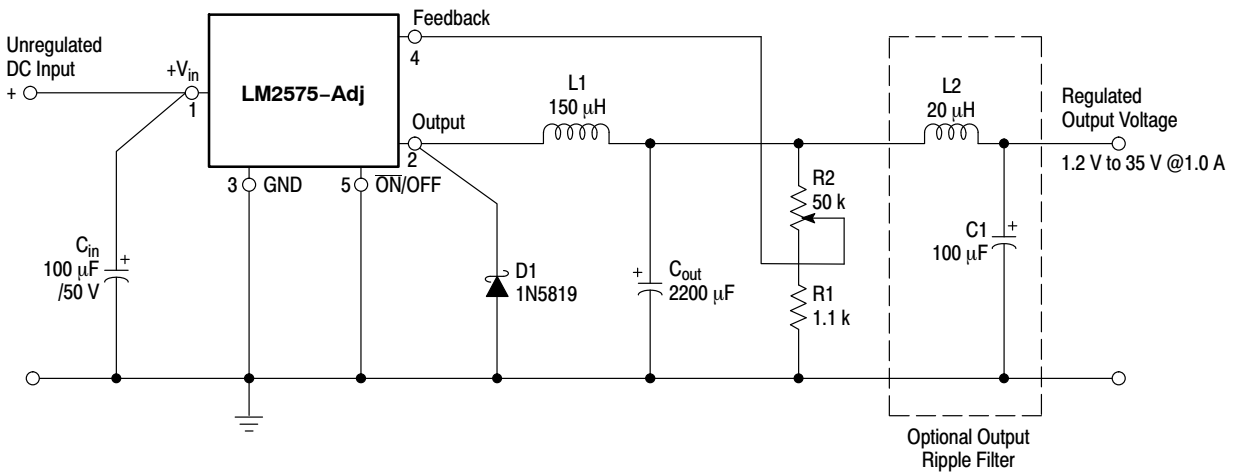 Feedback
4
Unregulated
DC Input
+
+Vin
1
LM2575–Adj
Output
2
3 GND
5 ON/OFF
L1
150 μH
L2
20 μH
Regulated
Output Voltage
1.2 V to 35 V @1.0 A
R2
50 k
Cin
100 μF
/50 V
+
D1
1N5819
+
Cout
2200 μF
R1
1.1 k
C1
100 μF
+
Optional Output
Ripple Filter